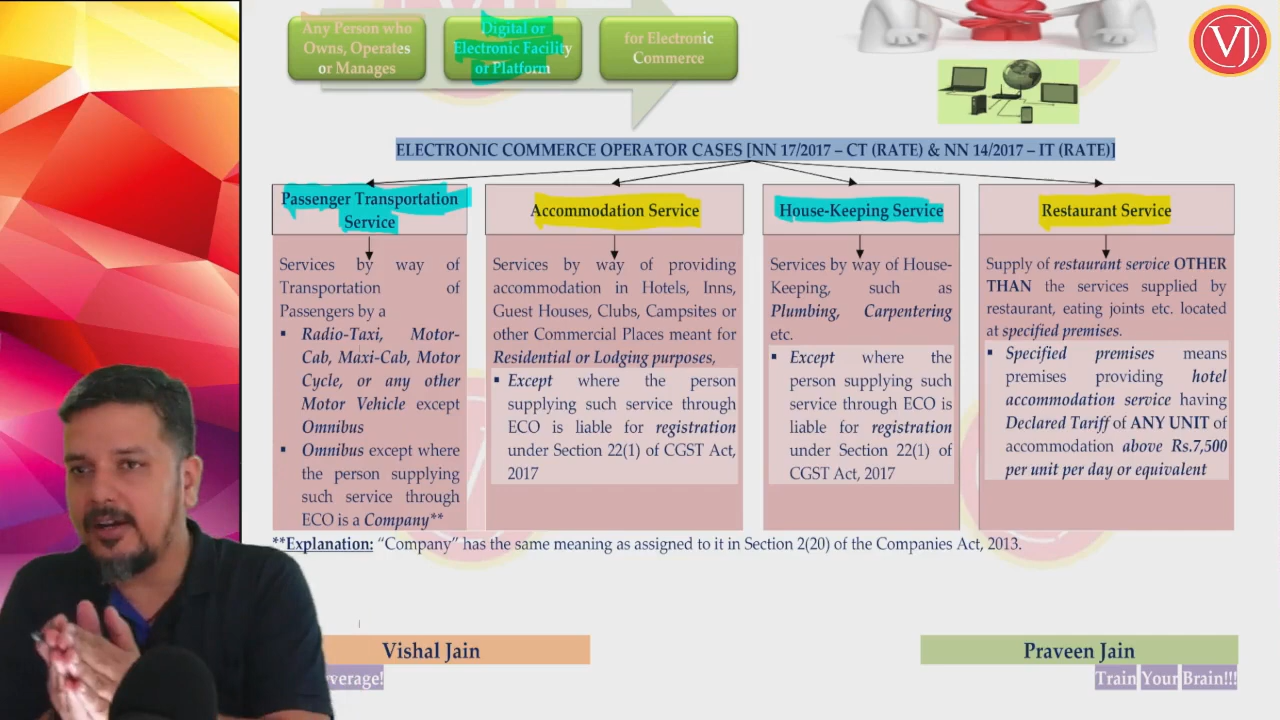 Any Person who
Owns, Operates
or Manages
Digital or
Electronic Facility
or Platform
for Electronic
Commerce
VJ
ELECTRONIC COMMERCE OPERATOR CASES [NN 17/2017 – CT (RATE) & NN 14/2017 – IT (RATE)]
Passenger Transportation
Service
Services by way of
Transportation of
Passengers by a
▪ Radio-Taxi, Motor-
Cab, Maxi-Cab, Motor
Cycle, or any other
Motor Vehicle except
Omnibus
▪ Omnibus except where
the person supplying
such service through
ECO is a Company**
Accommodation Service
Services by way of providing
accommodation in Hotels, Inns,
Guest Houses, Clubs, Campsites or
other Commercial Places meant for
Residential or Lodging purposes,
▪ Except where the person
supplying such service through
ECO is liable for registration
under Section 22(1) of CGST Act,
2017
House-Keeping Service
Services by way of House-
Keeping, such as
Plumbing, Carpentering
etc.
▪ Except where the
person supplying such
service through ECO is
liable for registration
under Section 22(1) of
CGST Act, 2017
Restaurant Service
Supply of restaurant service OTHER
THAN the services supplied by
restaurant, eating joints etc. located
at specified premises.
▪ Specified premises means
premises providing hotel
accommodation service having
Declared Tariff of ANY UNIT of
accommodation above Rs.7,500
per unit per day or equivalent
**Explanation: “Company” has the same meaning as assigned to it in Section 2(20) of the Companies Act, 2013.
Vishal Jain
Praveen Jain
verage!
Train Your Brain!!!